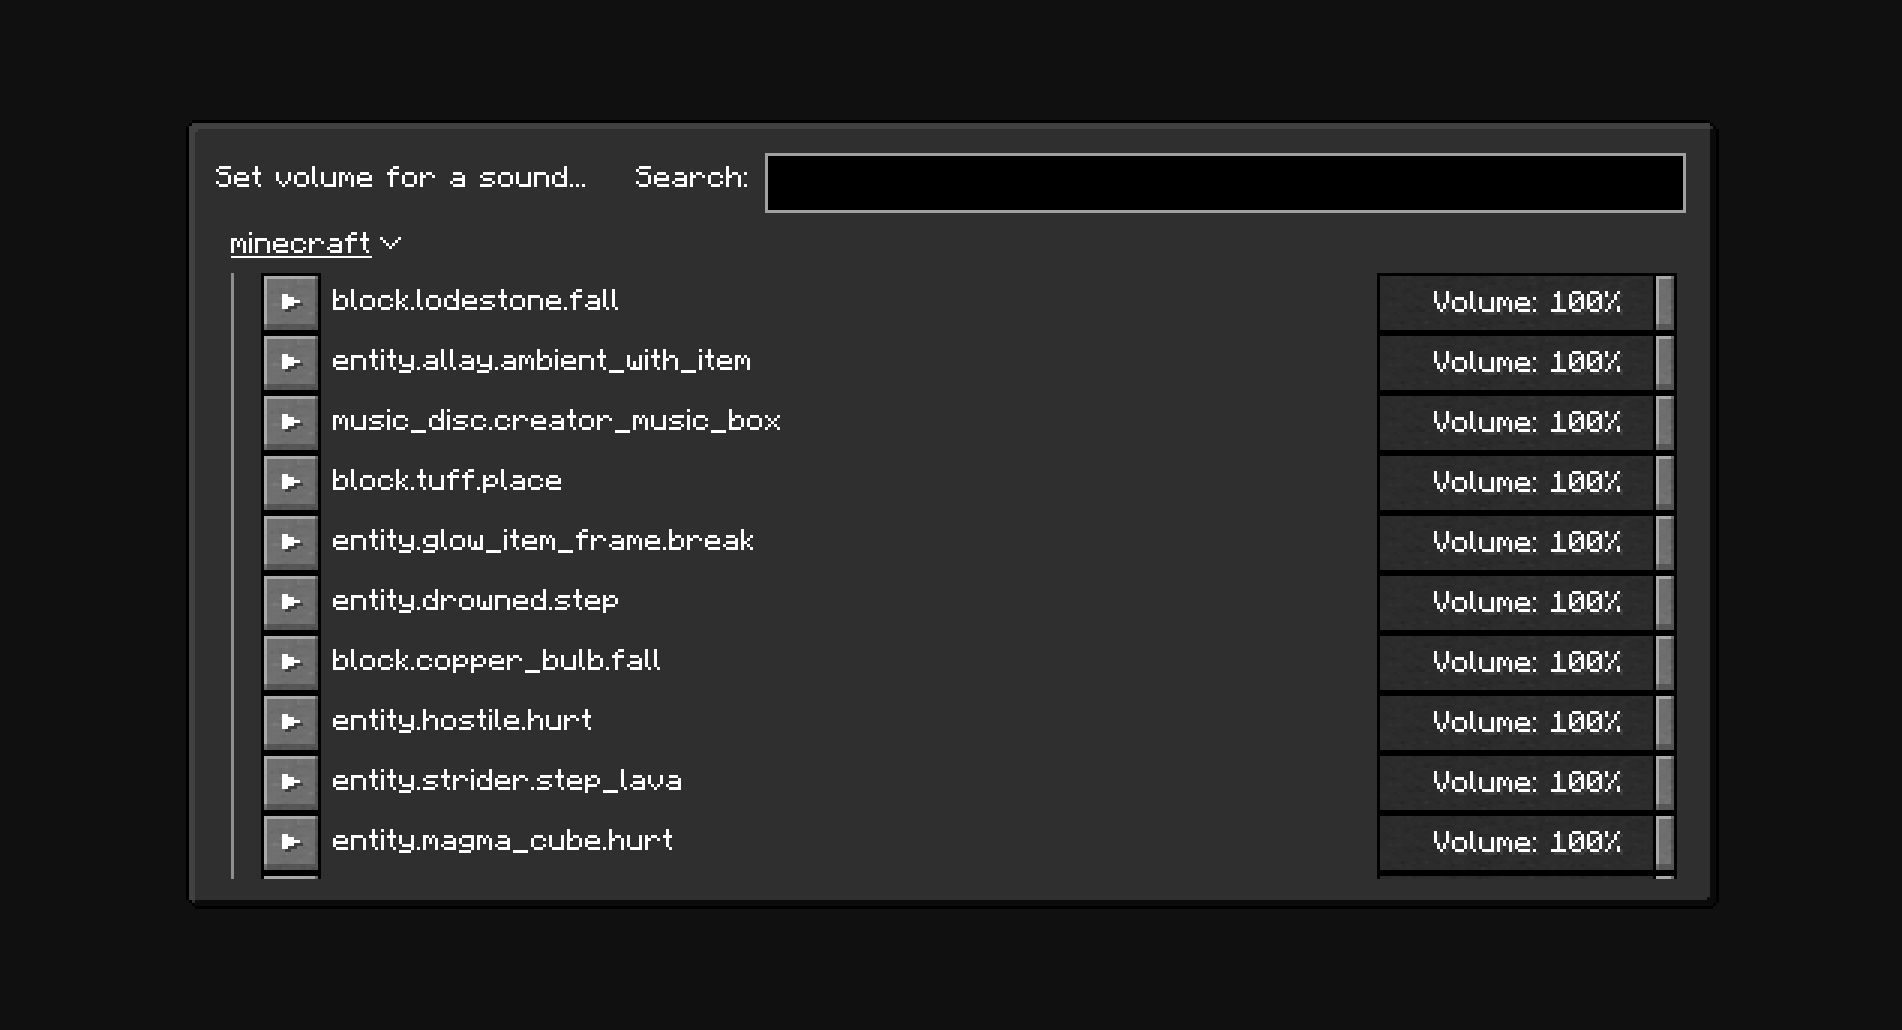 Set volume for a sound... Search:
minecraft
block.lodestone.fall Volume: 100%
entity.allay.ambient_with_item Volume: 100%
music_disc.creator_music_box Volume: 100%
block.tuff.place Volume: 100%
entity.glow_item_frame.break Volume: 100%
entity.drowned.step Volume: 100%
block.copper_bulb.fall Volume: 100%
entity.hostile.hurt Volume: 100%
entity.strider.step_lava Volume: 100%
entity.magma_cube.hurt Volume: 100%